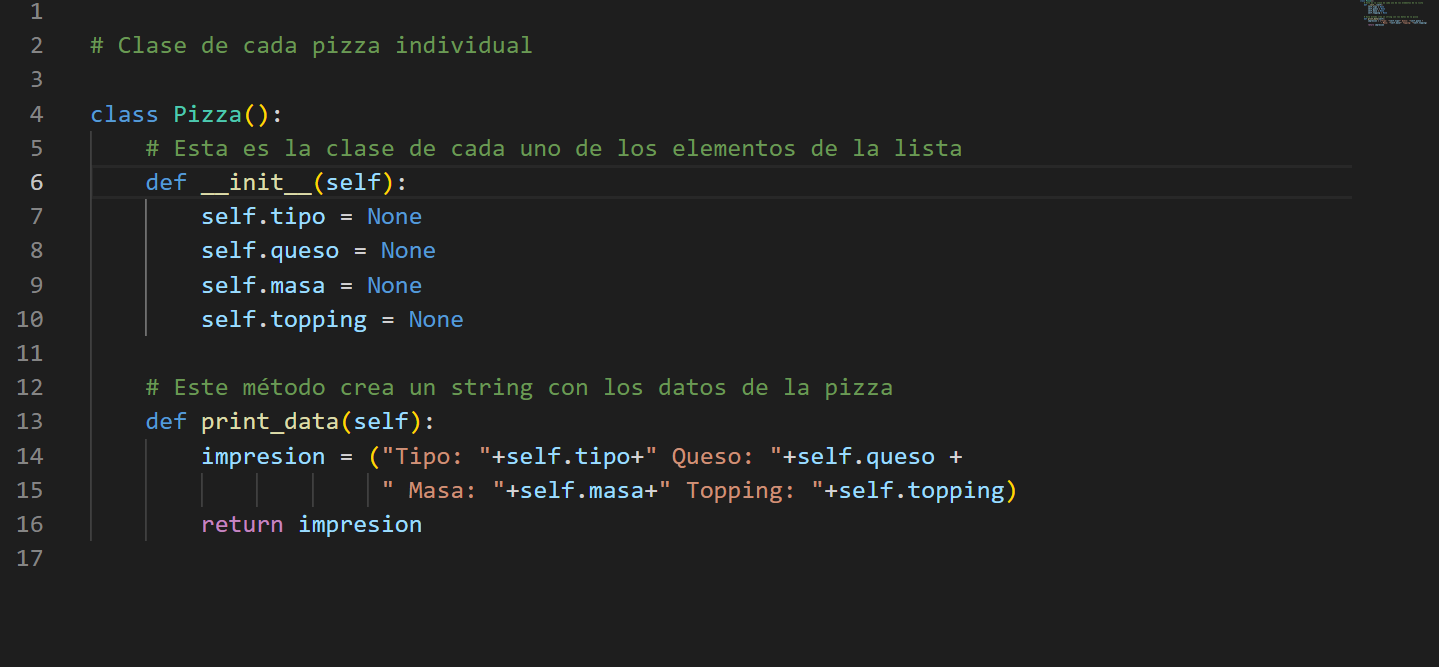 1
2 # Clase de cada pizza individual
3
4 class Pizza():
5 # Esta es la clase de cada uno de los elementos de la lista
6 def __init__(self):
7 self.tipo = None
8 self.queso = None
9 self.masa = None
10 self.topping = None
11
12 # Este método crea un string con los datos de la pizza
13 def print_data(self):
14 impresion = ("Tipo: "+self.tipo+" Queso: "+self.queso +
15 " Masa: "+self.masa+" Topping: "+self.topping)
16 return impresion
17